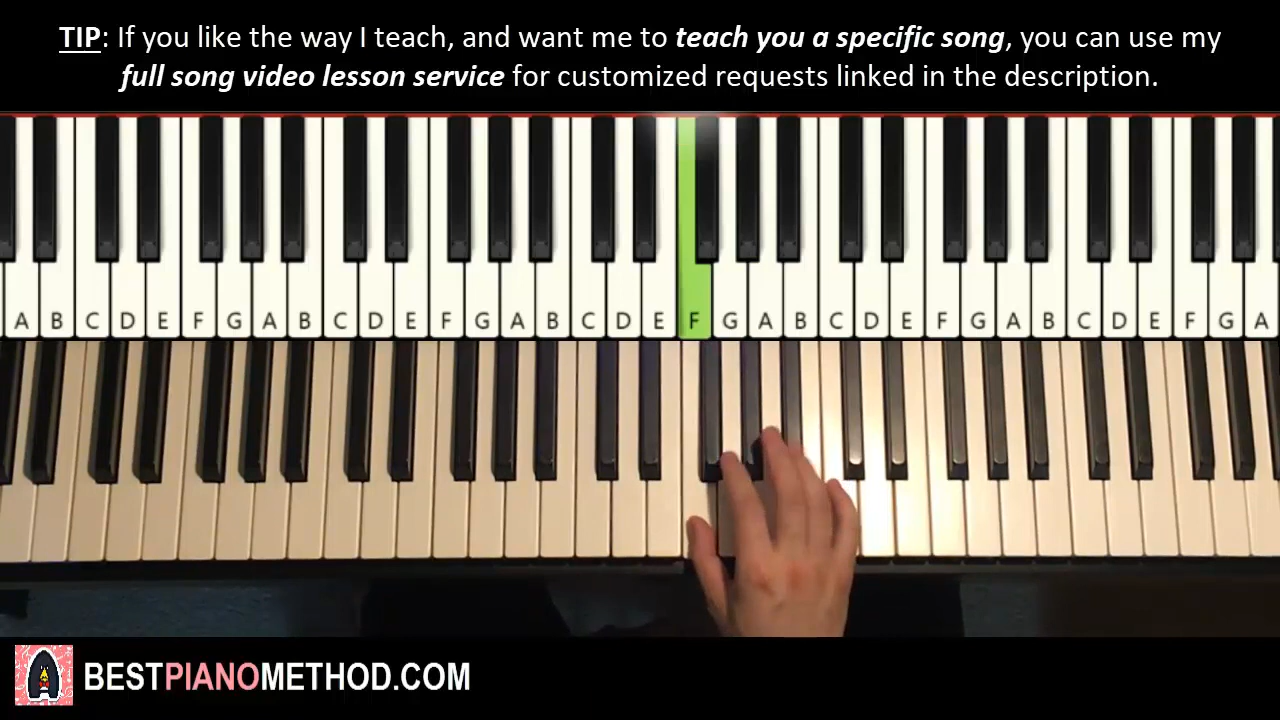 TIP: If you like the way I teach, and want me to teach you a specific song, you can use my
full song video lesson service for customized requests linked in the description.
A B C D E F G A B C D E F G A B C D E F G A B C D E F G A B C D E F G A
BESTPIANOMETHOD.COM